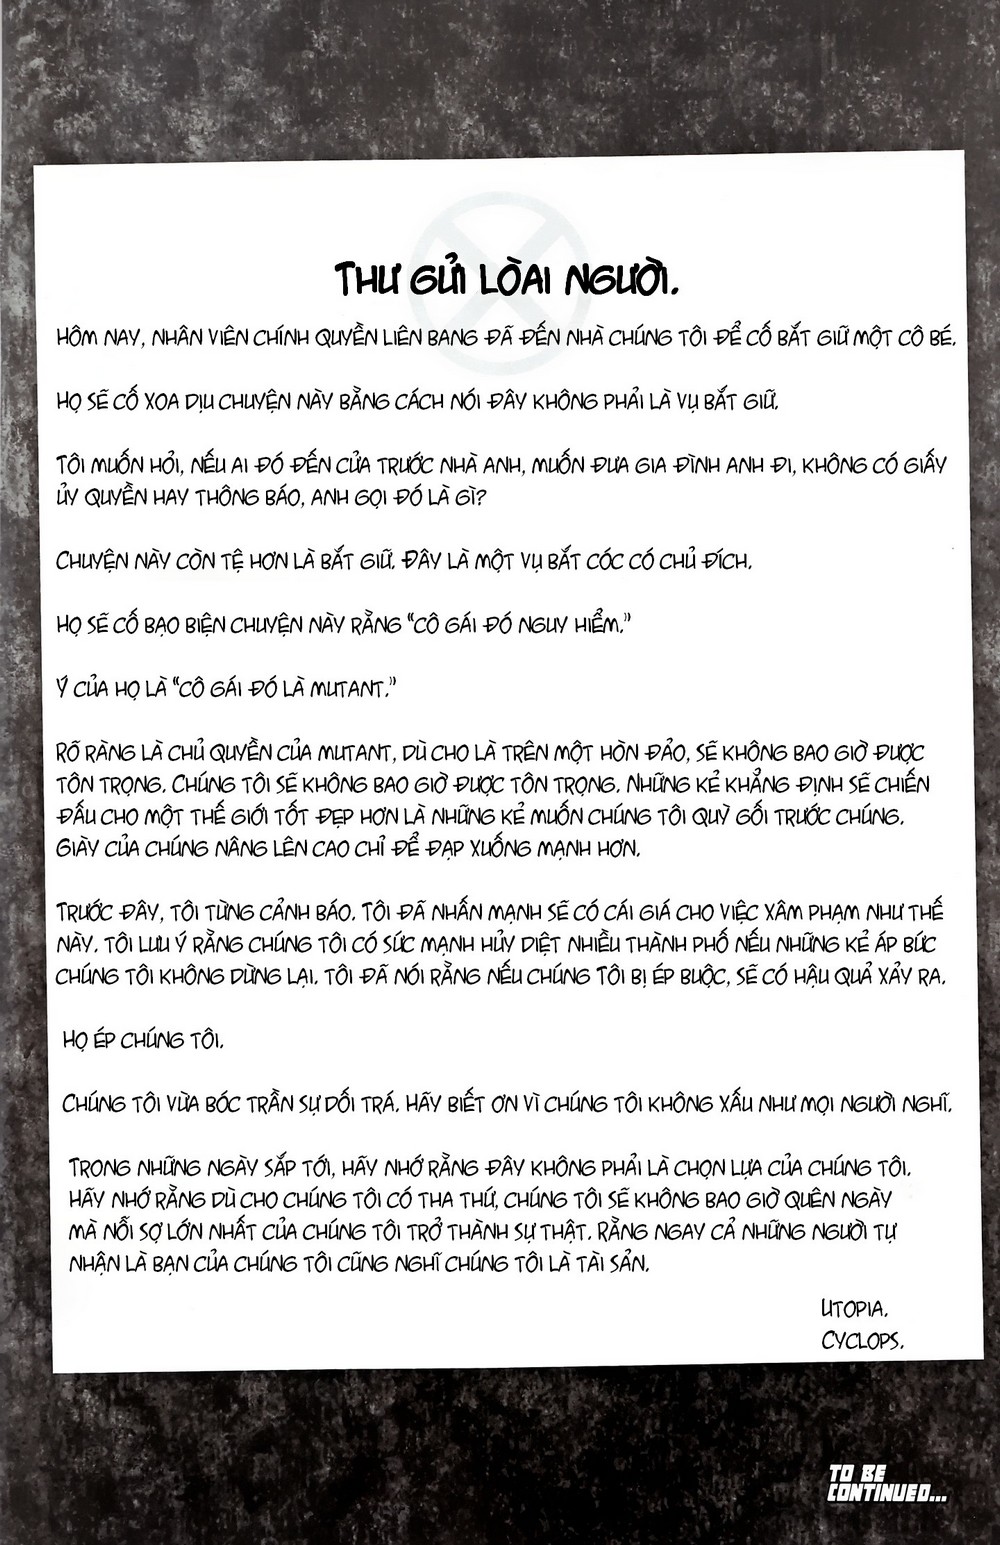 THƯ GỬI LÒAI NGƯỜI.
HÔM NAY, NHÂN VIÊN CHÍNH QUYỀN LIÊN BANG ĐÃ ĐẾN NHÀ CHÚNG TÔI ĐỂ CỐ BẮT GIỮ MỘT CÔ BÉ.
HỌ SẼ CỐ XOA DỊU CHUYỆN NÀY BẰNG CÁCH NÓI ĐÂY KHÔNG PHẢI LÀ VỤ BẮT GIỮ.
TÔI MUỐN HỎI, NẾU AI ĐÓ ĐẾN CỬA TRƯỚC NHÀ ANH, MUỐN ĐƯA GIA ĐÌNH ANH ĐI, KHÔNG CÓ GIẤY
ỦY QUYỀN HAY THÔNG BÁO, ANH GỌI ĐÓ LÀ GÌ?
CHUYỆN NÀY CÒN TỆ HƠN LÀ BẮT GIỮ. ĐÂY LÀ MỘT VỤ BẮT CÓC CÓ CHỦ ĐÍCH.
HỌ SẼ CỐ BẠO BIỆN CHUYỆN NÀY RẰNG "CÔ GÁI ĐÓ NGUY HIỂM."
Ý CỦA HỌ LÀ "CÔ GÁI ĐÓ LÀ MUTANT."
RÕ RÀNG LÀ CHỦ QUYỀN CỦA MUTANT, DÙ CHO LÀ TRÊN MỘT HÒN ĐẢO, SẼ KHÔNG BAO GIỜ ĐƯỢC
TÔN TRỌNG. CHÚNG TÔI SẼ KHÔNG BAO GIỜ ĐƯỢC TÔN TRỌNG. NHỮNG KẺ KHẲNG ĐỊNH SẼ CHIẾN
ĐẤU CHO MỘT THẾ GIỚI TỐT ĐẸP HƠN LÀ NHỮNG KẺ MUỐN CHÚNG TÔI QUỲ GỐI TRƯỚC CHÚNG.
GIÀY CỦA CHÚNG NÂNG LÊN CAO CHỈ ĐỂ ĐẠP XUỐNG MẠNH HƠN.
TRƯỚC ĐÂY, TÔI TỪNG CẢNH BÁO. TÔI ĐÃ NHẤN MẠNH SẼ CÓ CÁI GIÁ CHO VIỆC XÂM PHẠM NHƯ THẾ
NÀY. TÔI LƯU Ý RẰNG CHÚNG TÔI CÓ SỨC MẠNH HỦY DIỆT NHIỀU THÀNH PHỐ NẾU NHỮNG KẺ ÁP BỨC
CHÚNG TÔI KHÔNG DỪNG LẠI. TÔI ĐÃ NÓI RẰNG NẾU CHÚNG TÔI BỊ ÉP BUỘC, SẼ CÓ HẬU QUẢ XẢY RA.
HỌ ÉP CHÚNG TÔI.
CHÚNG TÔI VỪA BÓC TRẦN SỰ DỐI TRÁ. HÃY BIẾT ƠN VÌ CHÚNG TÔI KHÔNG XẤU NHƯ MỌI NGƯỜI NGHĨ.
TRONG NHỮNG NGÀY SẮP TỚI, HÃY NHỚ RẰNG ĐÂY KHÔNG PHẢI LÀ CHỌN LỰA CỦA CHÚNG TÔI.
HÃY NHỚ RẰNG DÙ CHO CHÚNG TÔI CÓ THA THỨ, CHÚNG TÔI SẼ KHÔNG BAO GIỜ QUÊN NGÀY
MÀ NỖI SỢ LỚN NHẤT CỦA CHÚNG TÔI TRỞ THÀNH SỰ THẬT. RẰNG NGAY CẢ NHỮNG NGƯỜI TỰ
NHẬN LÀ BẠN CỦA CHÚNG TÔI CŨNG NGHĨ CHÚNG TÔI LÀ TÀI SẢN.
UTOPIA.
CYCLOPS.
TO BE
CONTINUED...